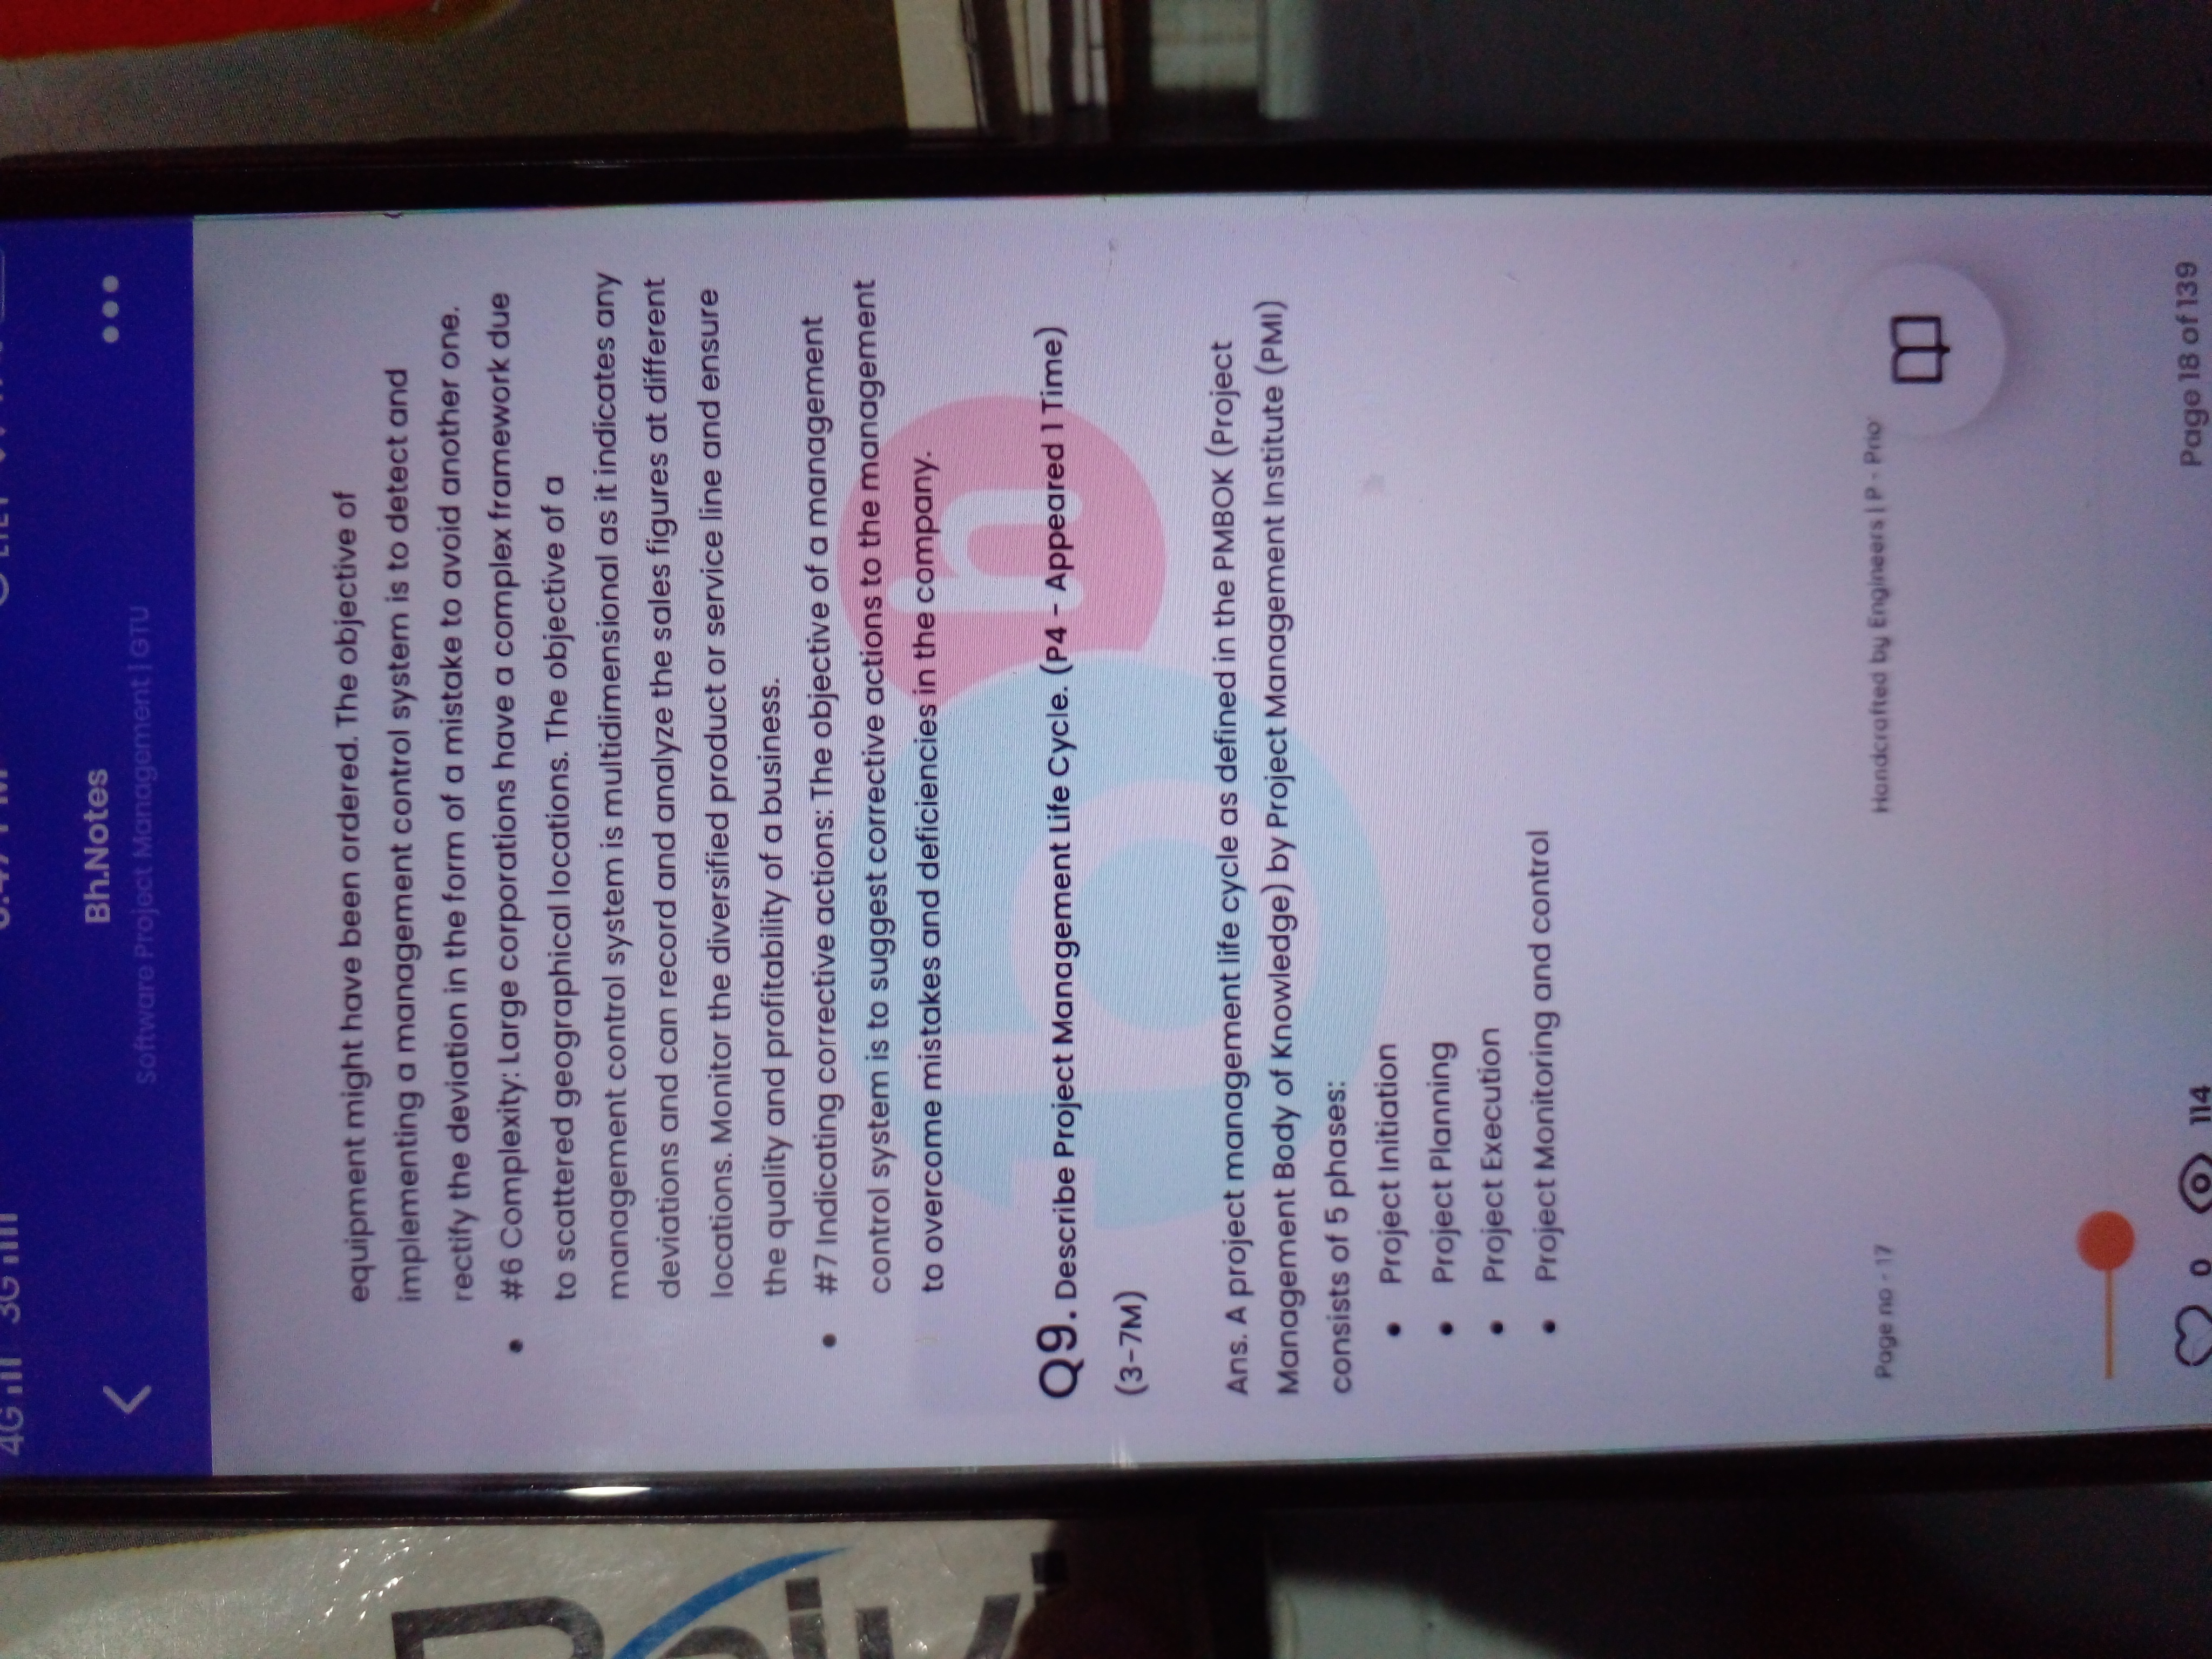 4G 3G
Bh.Notes
Software Project Management | GTU
equipment might have been ordered. The objective of
implementing a management control system is to detect and
rectify the deviation in the form of a mistake to avoid another one.
• #6 Complexity: Large corporations have a complex framework due
to scattered geographical locations. The objective of a
management control system is multidimensional as it indicates any
deviations and can record and analyze the sales figures at different
locations. Monitor the diversified product or service line and ensure
the quality and profitability of a business.
• #7 Indicating corrective actions: The objective of a management
control system is to suggest corrective actions to the management
to overcome mistakes and deficiencies in the company.
bh
Q9. Describe Project Management Life Cycle. (P4 - Appeared 1 Time)
(3-7M)
Ans. A project management life cycle as defined in the PMBOK (Project
Management Body of Knowledge) by Project Management Institute (PMI)
consists of 5 phases:
• Project Initiation
• Project Planning
• Project Execution
• Project Monitoring and control
Page no - 17
Handcrafted by Engineers | P - Prio
0 114
Page 18 of 139